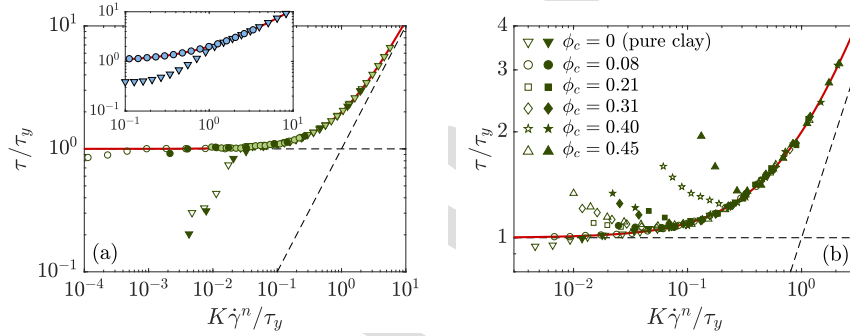 10^1
10^0
10^{-1}
10^{-1} 10^0 10^1
10^1
10^0
10^{-1}
τ/τ_y
(a)
10^{-4} 10^{-3} 10^{-2} 10^{-1} 10^0 10^1
Kγ̇^n/τ_y
4
2
1
τ/τ_y
ϕ_c = 0 (pure clay)
ϕ_c = 0.08
ϕ_c = 0.21
ϕ_c = 0.31
ϕ_c = 0.40
ϕ_c = 0.45
(b)
10^{-2} 10^{-1} 10^0
Kγ̇^n/τ_y